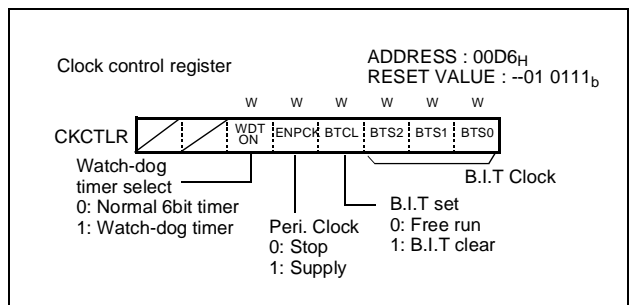 Clock control register
ADDRESS : 00D6H
RESET VALUE : --01 0111b
W W W W W W
CKCTLR WDT ON ENPCK BTCL BTS2 BTS1 BTS0
B.I.T Clock
Watch-dog
timer select
0: Normal 6bit timer
1: Watch-dog timer
Peri. Clock
0: Stop
1: Supply
B.I.T set
0: Free run
1: B.I.T clear